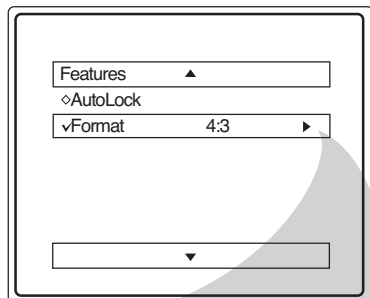 Features ▲
◇AutoLock
✓Format 4:3 ▶
▼